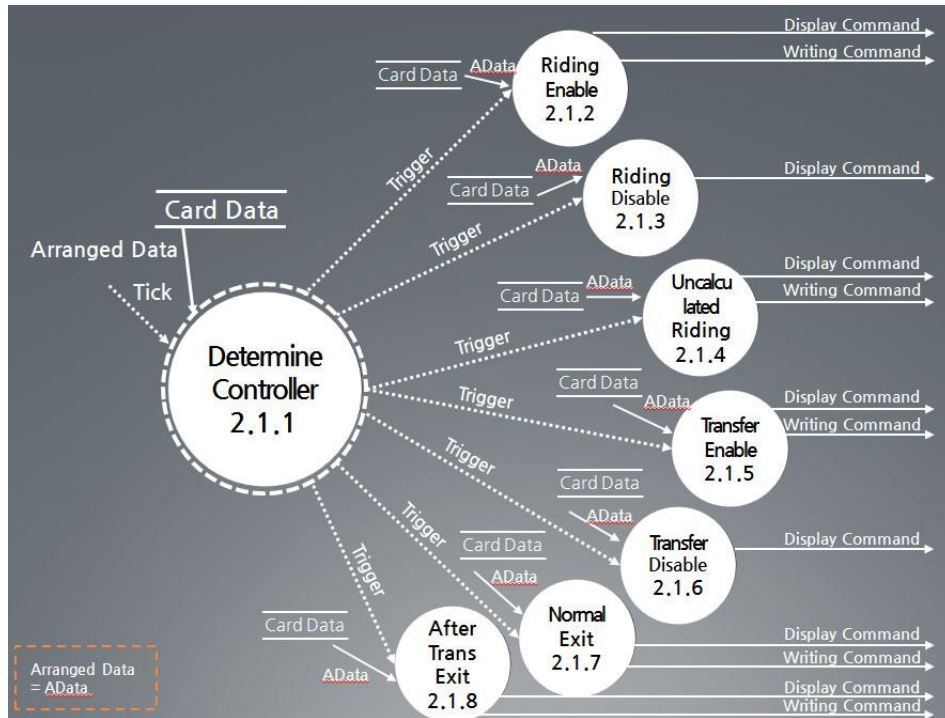 Display Command
Writing Command
AData
Card Data
Riding
Enable
2.1.2
Trigger
AData
Card Data
Riding
Disable
2.1.3
Display Command
Trigger
Card Data
Arranged Data
Tick
Determine
Controller
2.1.1
AData
Card Data
Uncalcu
lated
Riding
2.1.4
Display Command
Writing Command
Trigger
Card Data
AData
Transfer
Enable
2.1.5
Display Command
Writing Command
Trigger
Card Data
AData
Transfer
Disable
2.1.6
Display Command
Trigger
Card Data
AData
Normal
Exit
2.1.7
Display Command
Writing Command
Trigger
Trigger
Card Data
AData
After
Trans
Exit
2.1.8
Display Command
Writing Command
Arranged Data
= AData